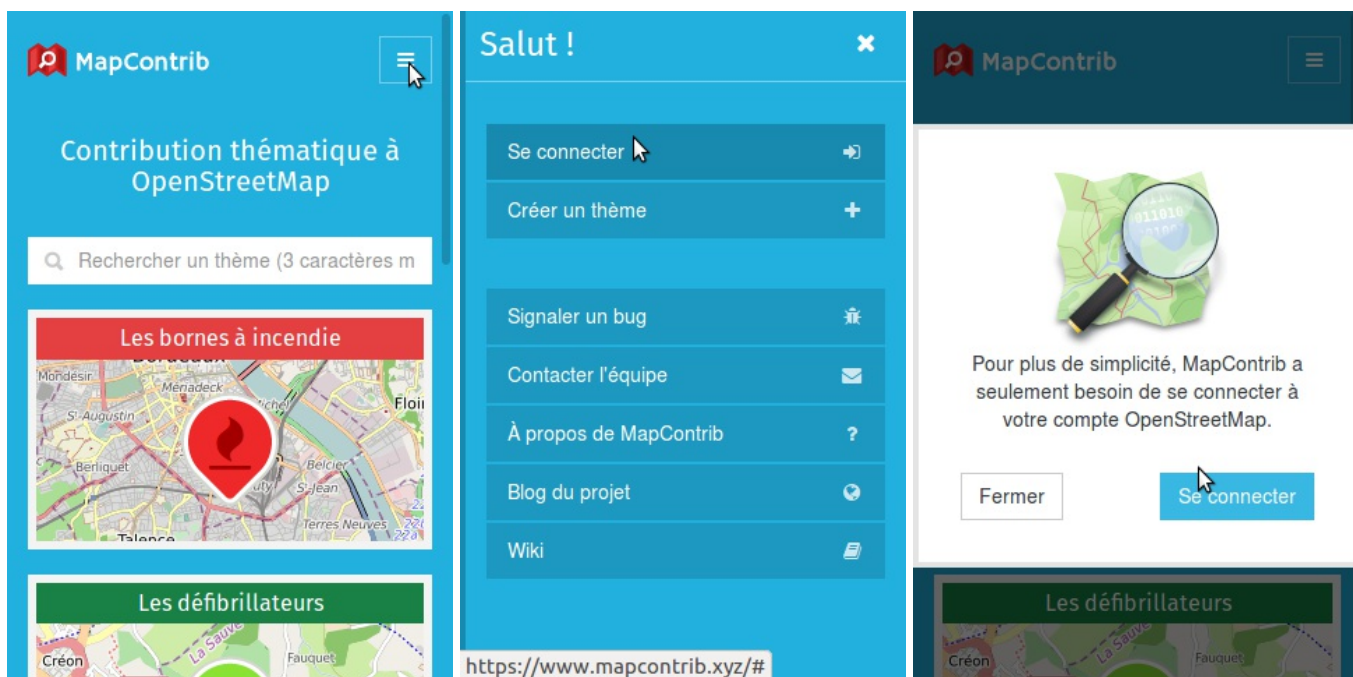 MapContrib
Contribution thématique à
OpenStreetMap
Rechercher un thème (3 caractères m
Les bornes à incendie
Bordeaux
Mondésir
Mériadeck
Michel
Floir
St-Augustin
Berliquet
Belcier
St-Jean
Terres Neuves
Talence
Les défibrillateurs
La Sauve
Créon
Fauquet
Salut !
Se connecter
Créer un thème
Signaler un bug
Contacter l'équipe
À propos de MapContrib
Blog du projet
Wiki
https://www.mapcontrib.xyz/#
MapContrib
Pour plus de simplicité, MapContrib a
seulement besoin de se connecter à
votre compte OpenStreetMap.
Fermer
Se connecter
Les défibrillateurs
La Sauve
Créon
Fauquet